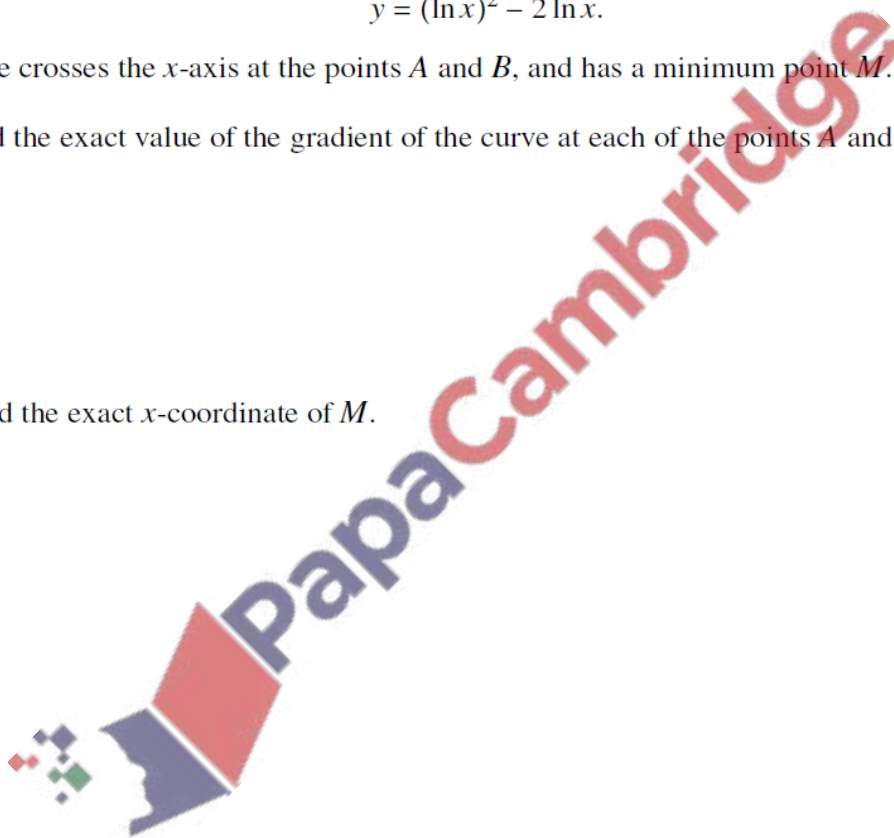 y = (ln x)² – 2 ln x.
e crosses the x-axis at the points A and B, and has a minimum point M.
the exact value of the gradient of the curve at each of the points A and
d the exact x-coordinate of M.
PapaCambridge